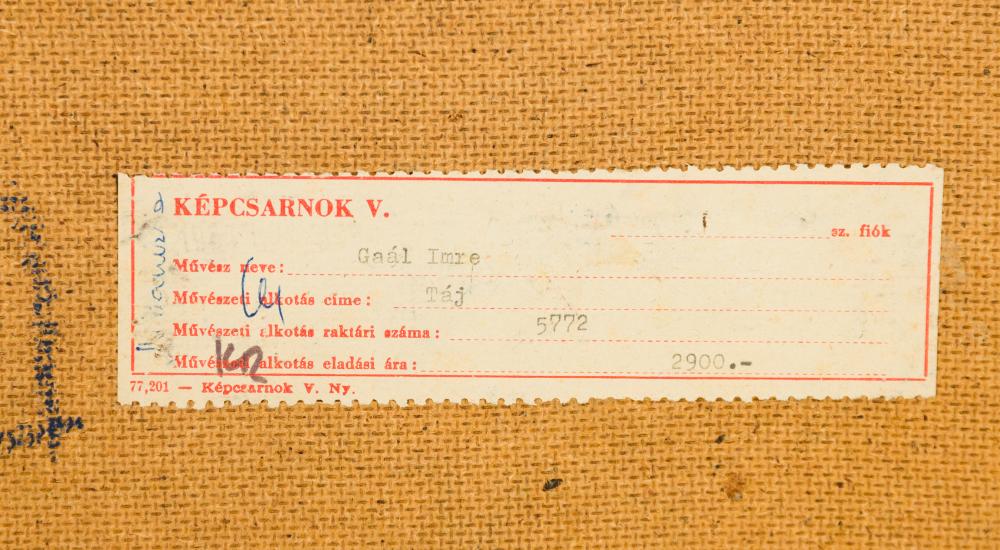 KÉPCSARNOK V.
sz. fiók
Művész neve: Gaál Imre
Művészeti alkotás címe: Táj
Művészeti alkotás raktári száma: 5772
Művészeti alkotás eladási ára: 2900.-
77,201 — Képcsarnok V. Ny.